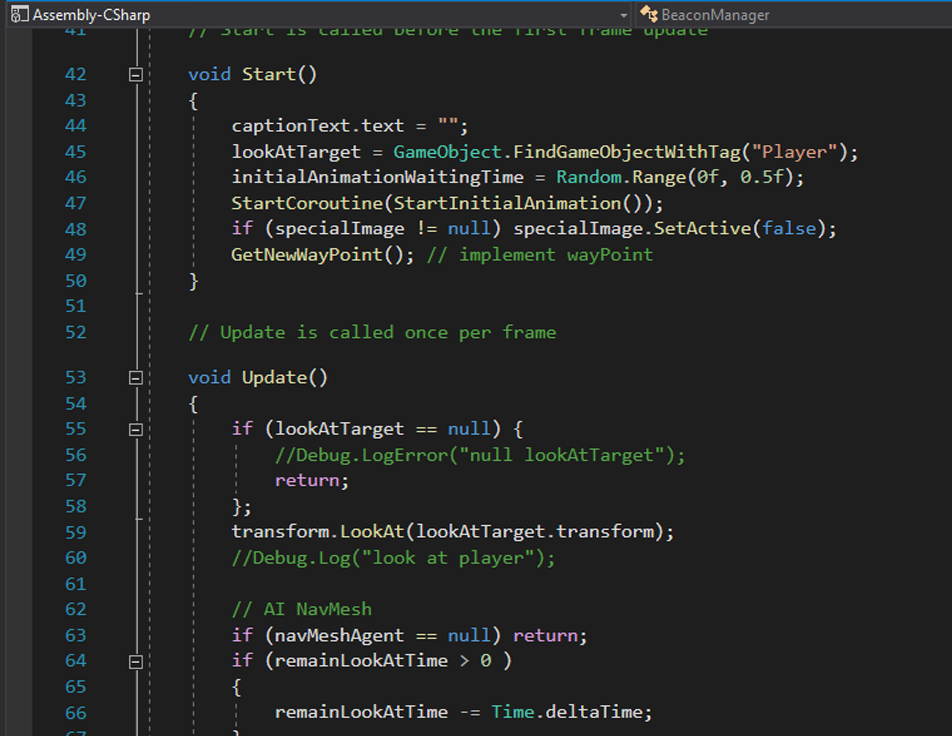 Assembly-CSharp BeaconManager
41 // Start is called before the first frame update
42 void Start()
43 {
44 captionText.text = "";
45 lookAtTarget = GameObject.FindGameObjectWithTag("Player");
46 initialAnimationWaitingTime = Random.Range(0f, 0.5f);
47 StartCoroutine(StartInitialAnimation());
48 if (specialImage != null) specialImage.SetActive(false);
49 GetNewWayPoint(); // implement wayPoint
50 }
51
52 // Update is called once per frame
53 void Update()
54 {
55 if (lookAtTarget == null) {
56 //Debug.LogError("null lookAtTarget");
57 return;
58 };
59 transform.LookAt(lookAtTarget.transform);
60 //Debug.Log("look at player");
61
62 // AI NavMesh
63 if (navMeshAgent == null) return;
64 if (remainLookAtTime > 0 )
65 {
66 remainLookAtTime -= Time.deltaTime;
67 }